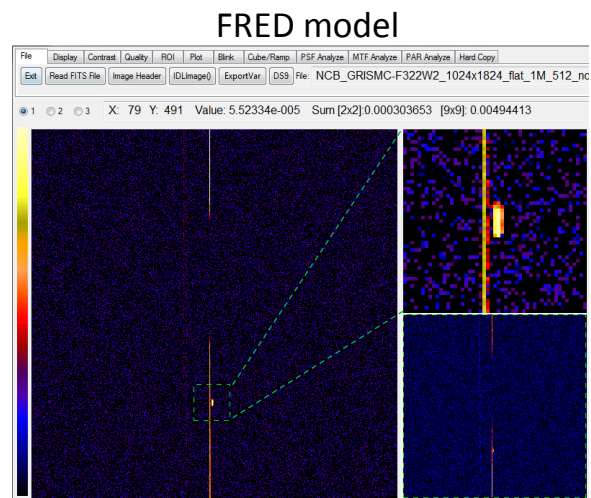 FRED model
File Display Contrast Quality ROI Plot Blink Cube/Ramp PSF Analyze MTF Analyze PAR Analyze Hard Copy
Exit Read FITS File Image Header IDLImage() ExportVar DS9 File: NCB_GRISMC-F322W2_1024x1824_flat_1M_512_no
1 2 3 X: 79 Y: 491 Value: 5.52334e-005 Sum [2x2]:0.000303653 [9x9]: 0.00494413